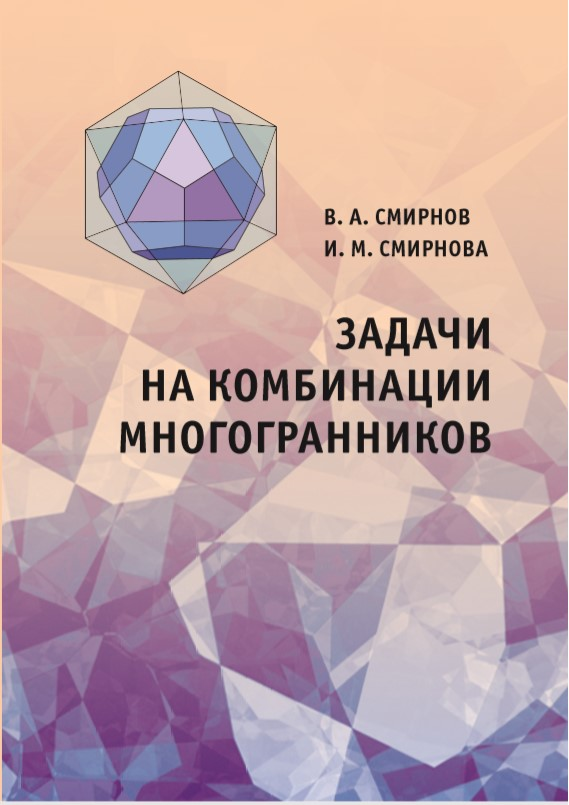 В. А. СМИРНОВ
И. М. СМИРНОВА
ЗАДАЧИ
НА КОМБИНАЦИИ
МНОГОГРАННИКОВ